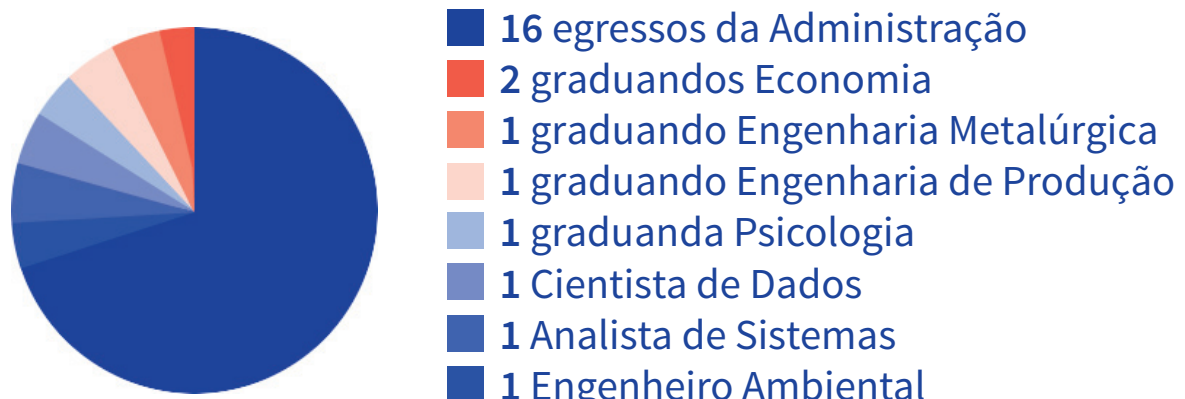 16 egressos da Administração
2 graduandos Economia
1 graduando Engenharia Metalúrgica
1 graduando Engenharia de Produção
1 graduanda Psicologia
1 Cientista de Dados
1 Analista de Sistemas
1 Engenheiro Ambiental